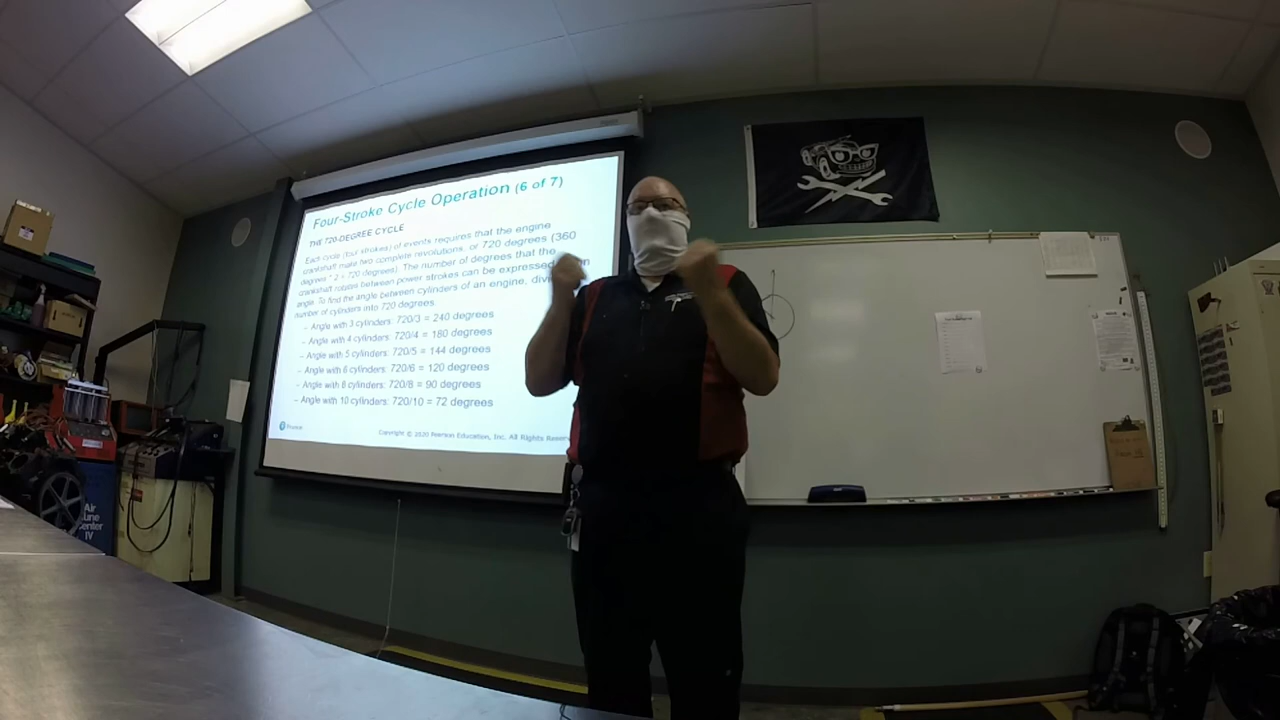 Four-Stroke Cycle Operation (6 of 7)
THE 720-DEGREE CYCLE
Each cycle (four strokes) of events requires that the engine
crankshaft make two complete revolutions, or 720 degrees (360
degrees * 2 = 720 degrees). The number of degrees that the
crankshaft rotates between power strokes can be expressed
angle. To find the angle between cylinders of an engine,
number of cylinders into 720 degrees.
– Angle with 3 cylinders: 720/3 = 240 degrees
– Angle with 4 cylinders: 720/4 = 180 degrees
– Angle with 5 cylinders: 720/5 = 144 degrees
– Angle with 6 cylinders: 720/6 = 120 degrees
– Angle with 8 cylinders: 720/8 = 90 degrees
– Angle with 10 cylinders: 720/10 = 72 degrees
Pearson
Copyright © 2020 Pearson Education, Inc. All Rights
Air
Line
Center
IV